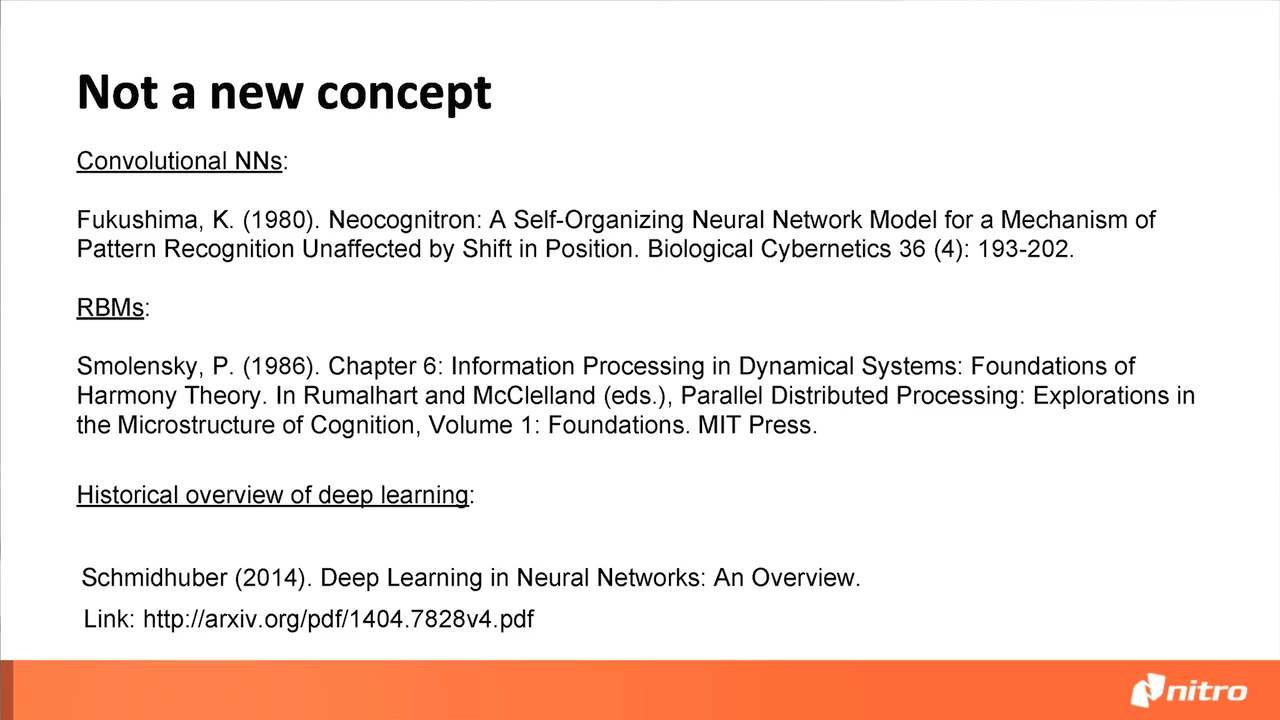 Not a new concept
Convolutional NNs:
Fukushima, K. (1980). Neocognitron: A Self-Organizing Neural Network Model for a Mechanism of
Pattern Recognition Unaffected by Shift in Position. Biological Cybernetics 36 (4): 193-202.
RBMs:
Smolensky, P. (1986). Chapter 6: Information Processing in Dynamical Systems: Foundations of
Harmony Theory. In Rumalhart and McClelland (eds.), Parallel Distributed Processing: Explorations in
the Microstructure of Cognition, Volume 1: Foundations. MIT Press.
Historical overview of deep learning:
Schmidhuber (2014). Deep Learning in Neural Networks: An Overview.
Link: http://arxiv.org/pdf/1404.7828v4.pdf
nitro